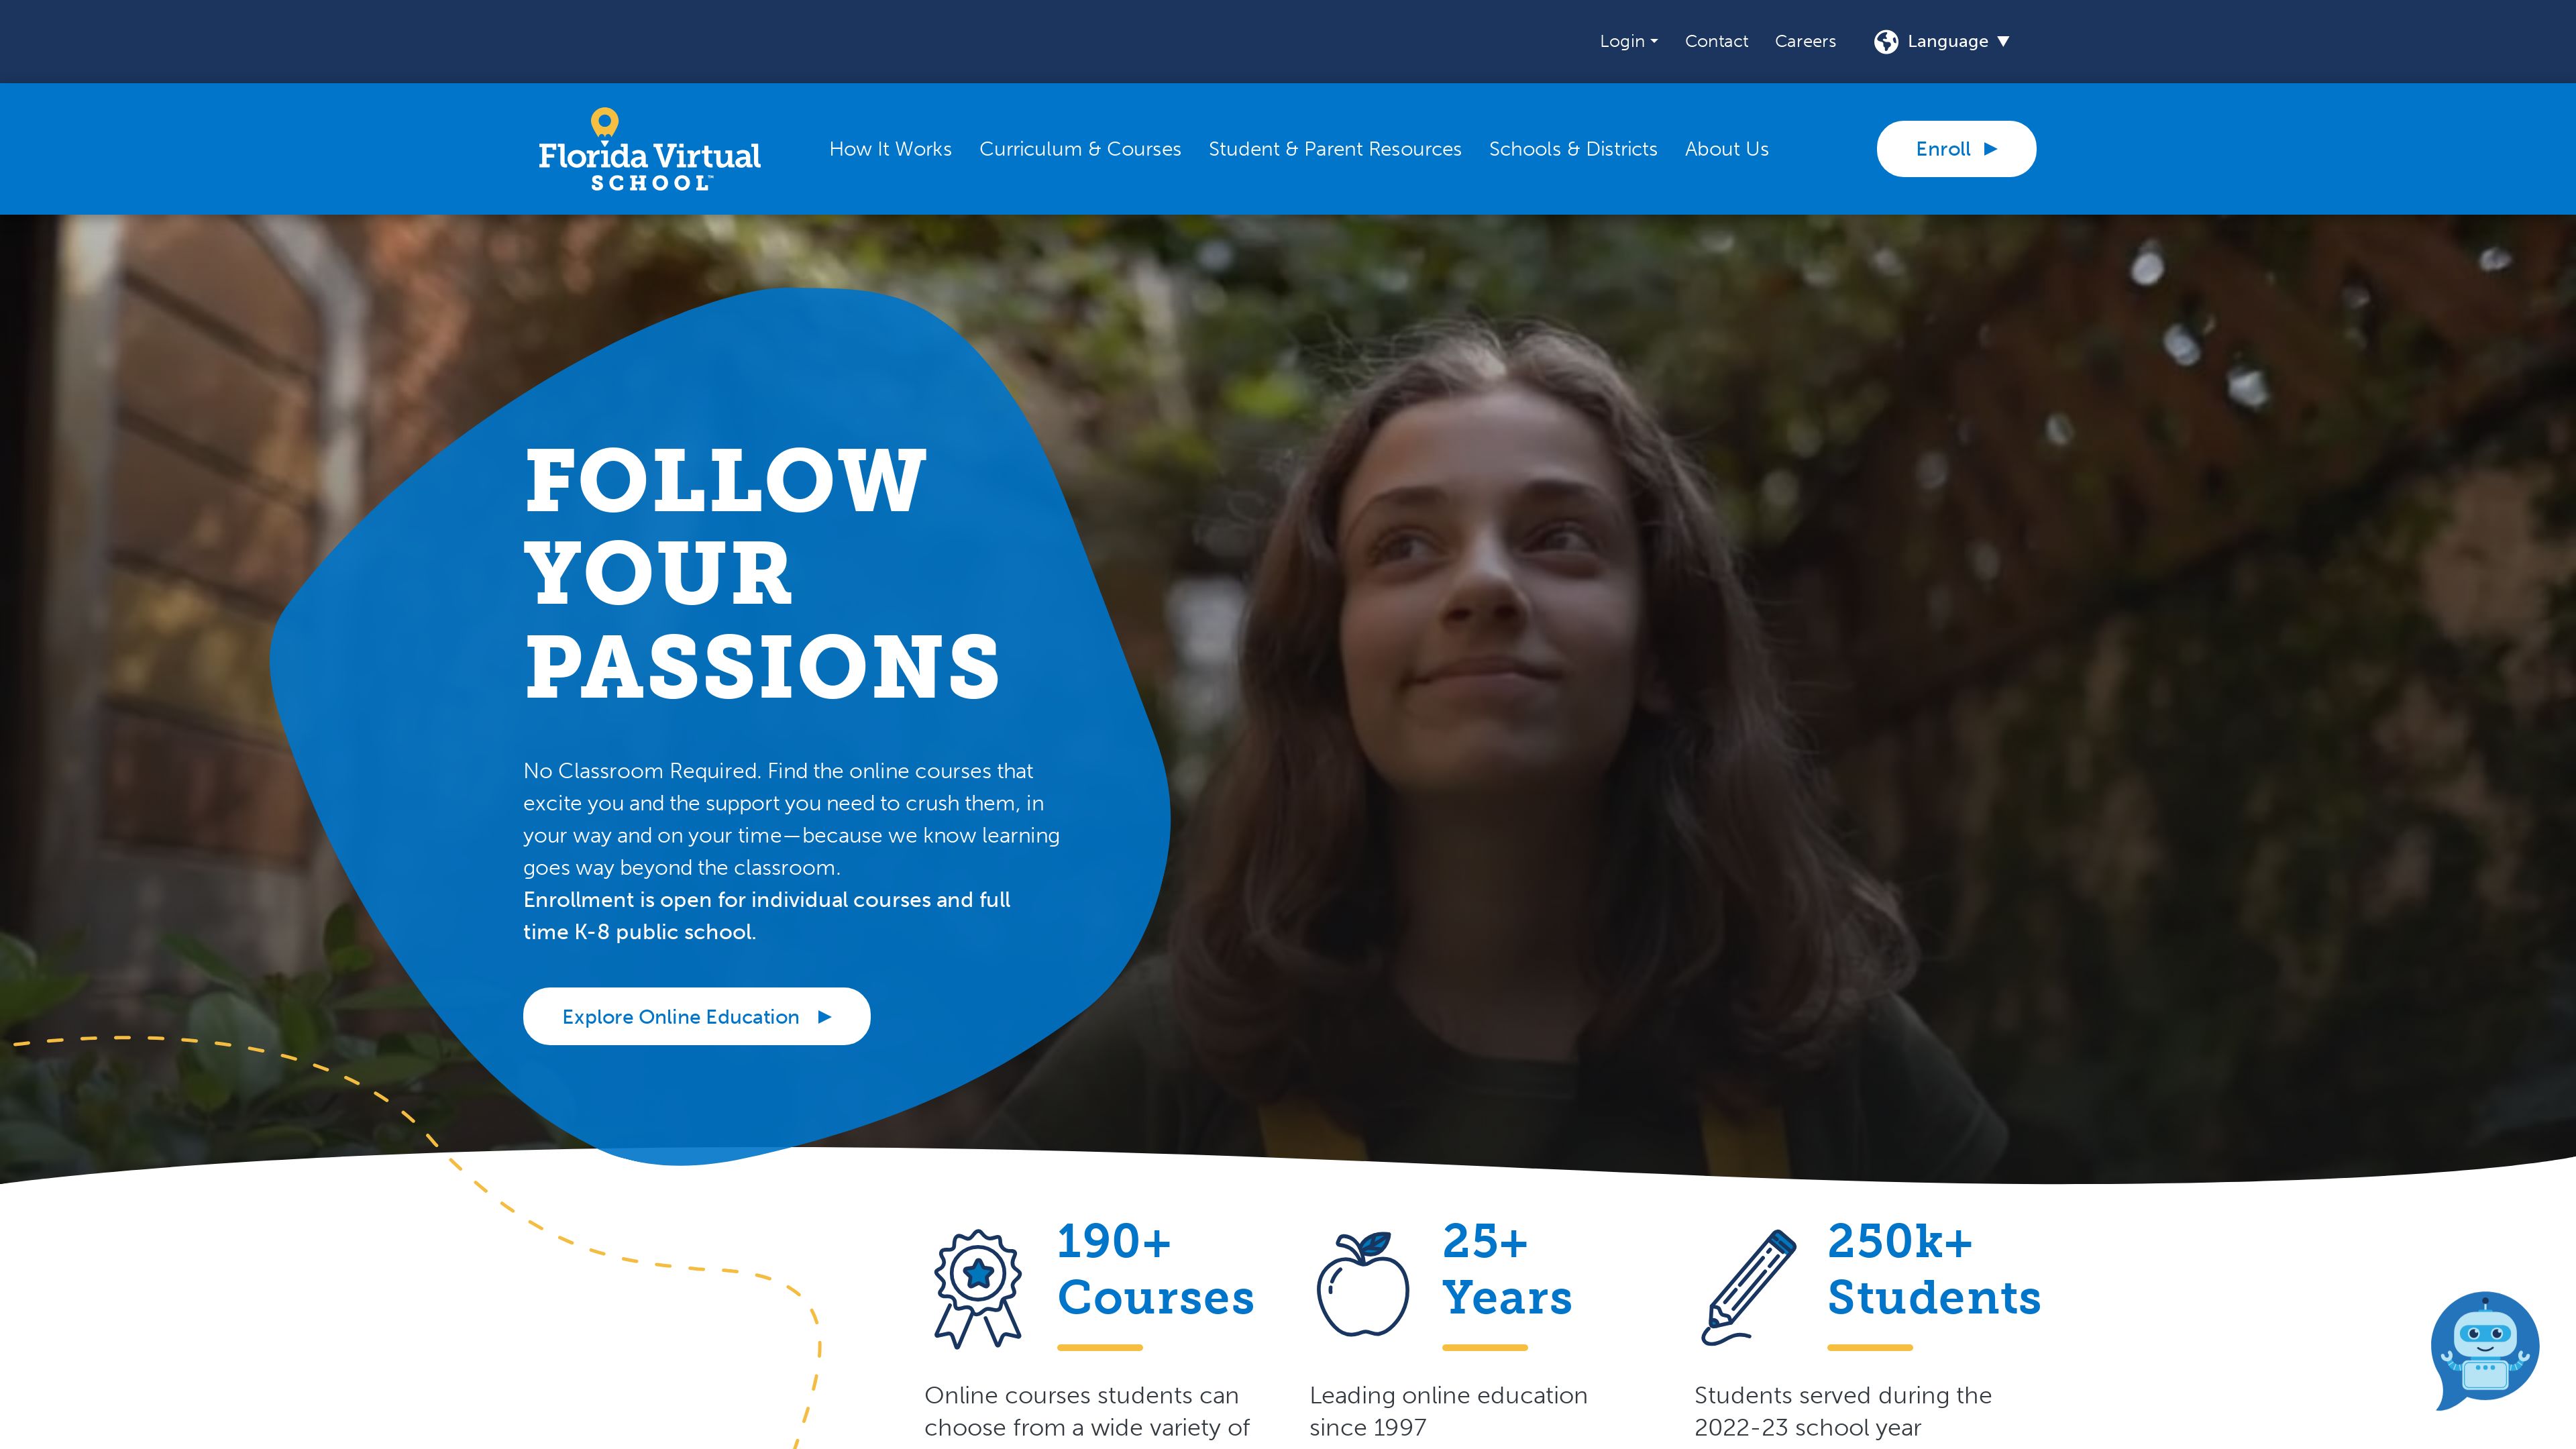 Login
Contact
Careers
Language
Florida Virtual
SCHOOL™
How It Works
Curriculum & Courses
Student & Parent Resources
Schools & Districts
About Us
Enroll
FOLLOW
YOUR
PASSIONS
No Classroom Required. Find the online courses that
excite you and the support you need to crush them, in
your way and on your time—because we know learning
goes way beyond the classroom.
Enrollment is open for individual courses and full
time K-8 public school.
Explore Online Education
190+
Courses
Online courses students can
choose from a wide variety of
25+
Years
Leading online education
since 1997
250k+
Students
Students served during the
2022-23 school year